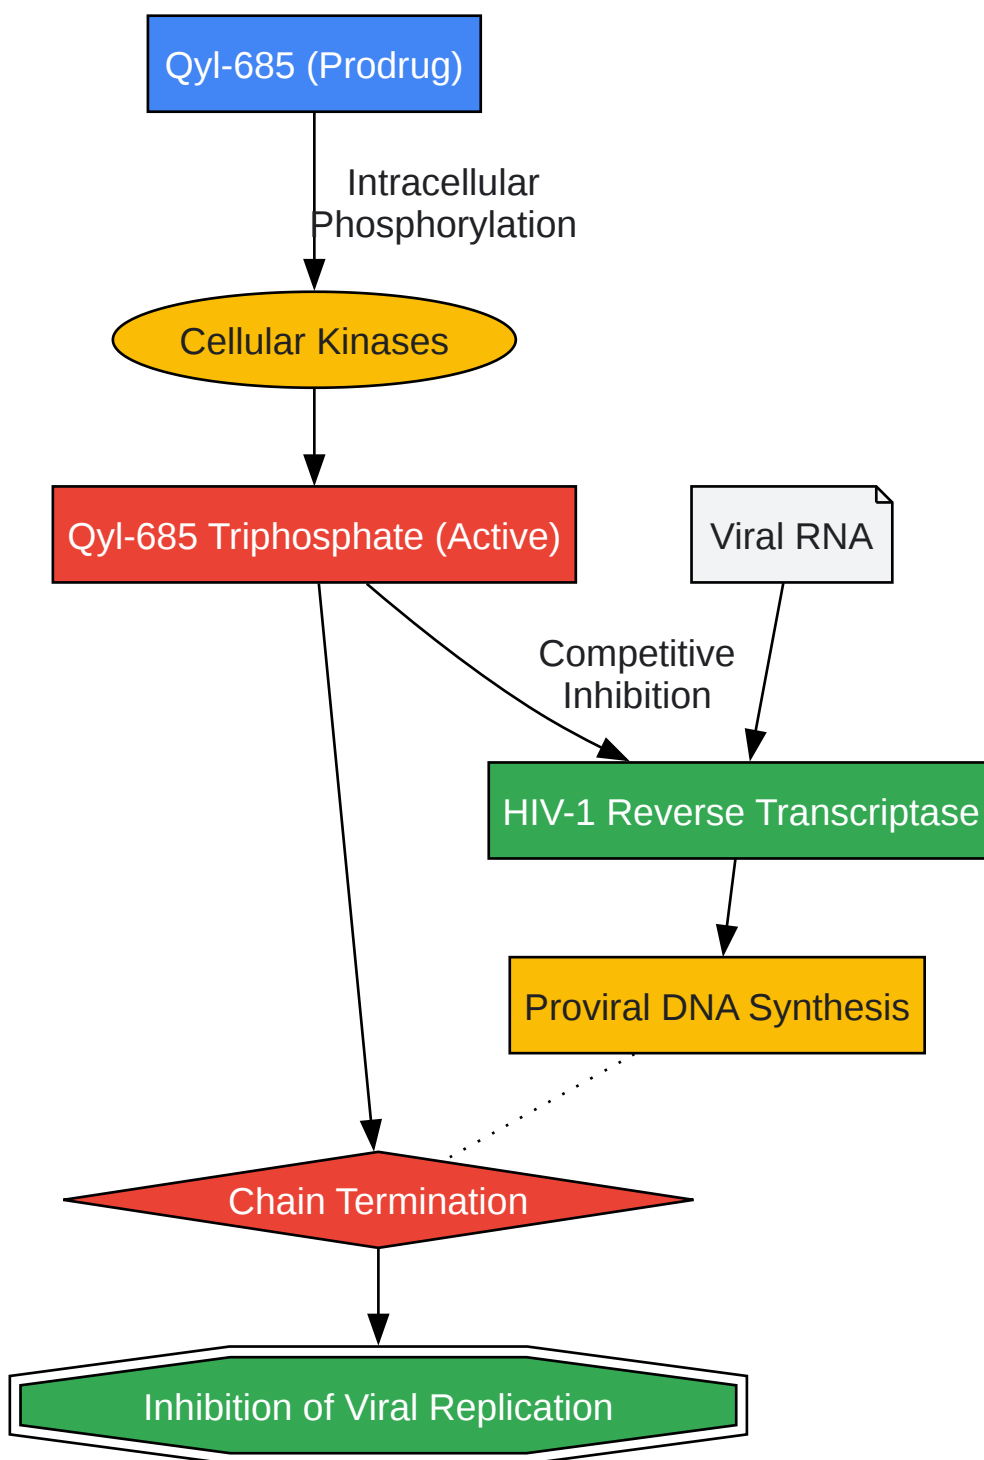 Qyl-685 (Prodrug)
Intracellular
Phosphorylation
Cellular Kinases
Qyl-685 Triphosphate (Active)
Viral RNA
Competitive
Inhibition
HIV-1 Reverse Transcriptase
Proviral DNA Synthesis
Chain Termination
Inhibition of Viral Replication